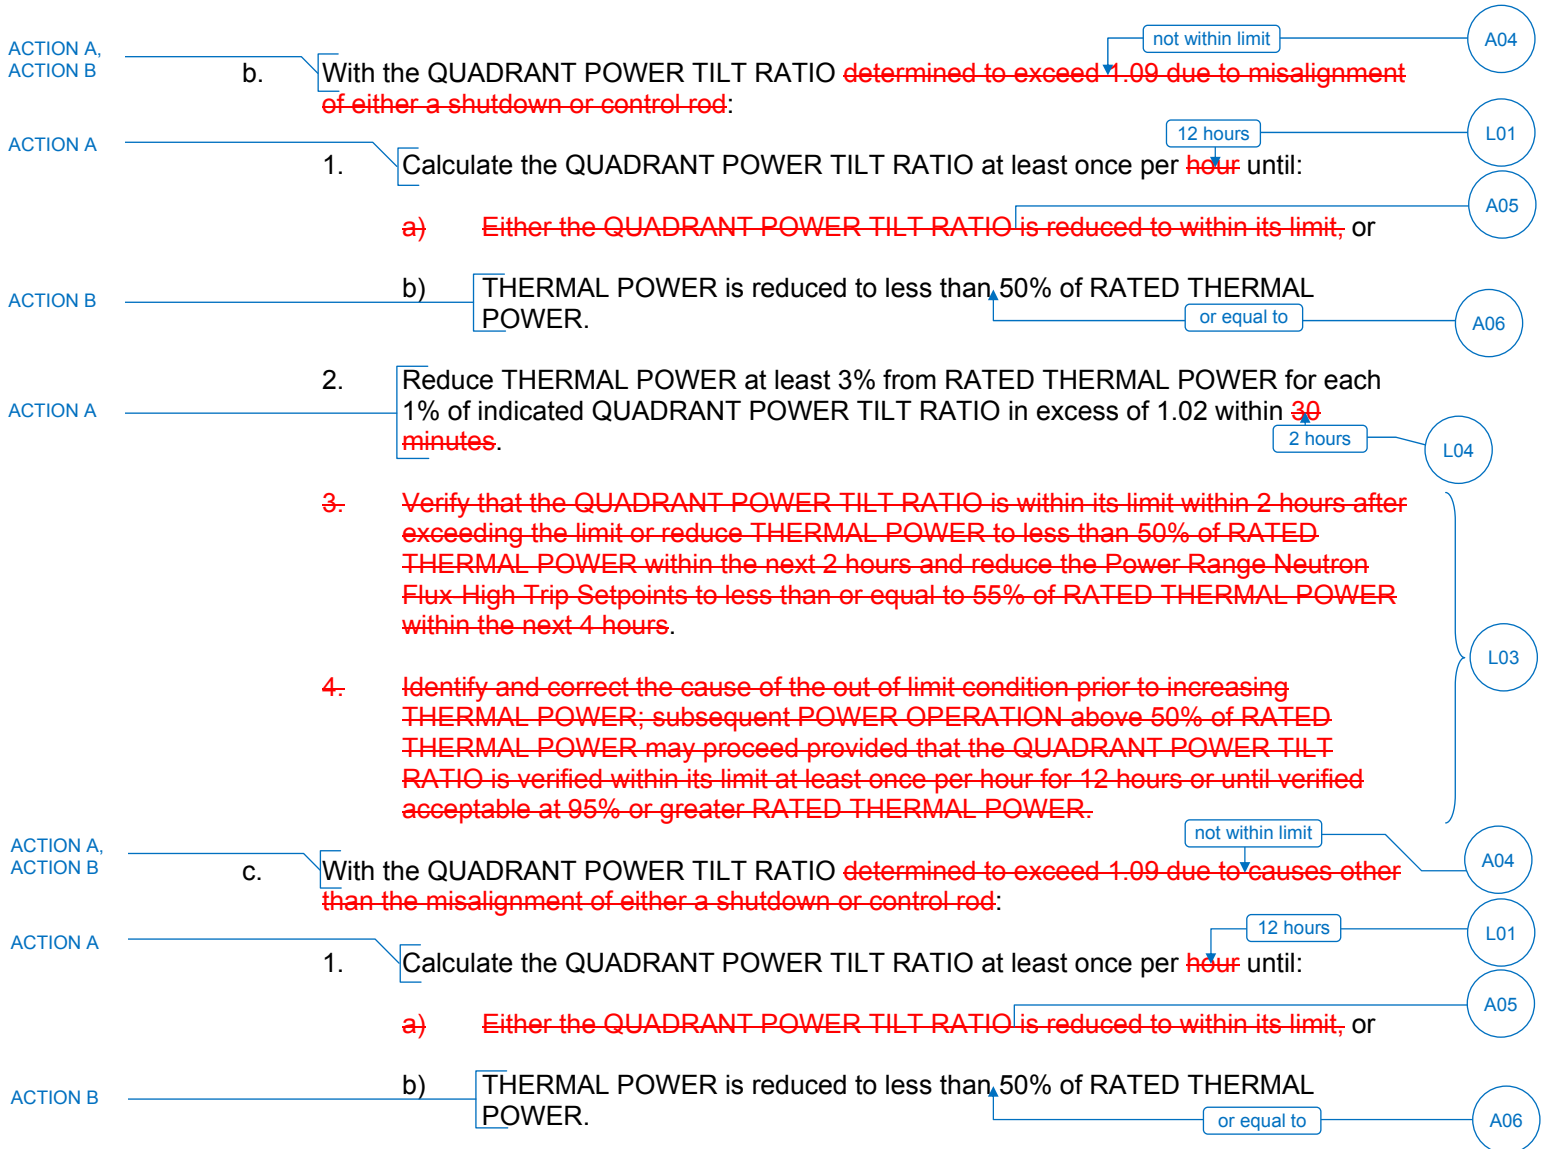 not within limit
A04
ACTION A,
ACTION B
b. With the QUADRANT POWER TILT RATIO determined to exceed 1.09 due to misalignment
of either a shutdown or control rod:
12 hours
L01
ACTION A
1. Calculate the QUADRANT POWER TILT RATIO at least once per hour until:
A05
a) Either the QUADRANT POWER TILT RATIO is reduced to within its limit, or
ACTION B
b) THERMAL POWER is reduced to less than 50% of RATED THERMAL
POWER.
or equal to
A06
2. Reduce THERMAL POWER at least 3% from RATED THERMAL POWER for each
ACTION A
1% of indicated QUADRANT POWER TILT RATIO in excess of 1.02 within 30
minutes.
2 hours
L04
3. Verify that the QUADRANT POWER TILT RATIO is within its limit within 2 hours after
exceeding the limit or reduce THERMAL POWER to less than 50% of RATED
THERMAL POWER within the next 2 hours and reduce the Power Range Neutron
Flux-High Trip Setpoints to less than or equal to 55% of RATED THERMAL POWER
within the next 4 hours.
L03
4. Identify and correct the cause of the out of limit condition prior to increasing
THERMAL POWER; subsequent POWER OPERATION above 50% of RATED
THERMAL POWER may proceed provided that the QUADRANT POWER TILT
RATIO is verified within its limit at least once per hour for 12 hours or until verified
acceptable at 95% or greater RATED THERMAL POWER.
not within limit
A04
ACTION A,
ACTION B
c. With the QUADRANT POWER TILT RATIO determined to exceed 1.09 due to causes other
than the misalignment of either a shutdown or control rod:
12 hours
L01
ACTION A
1. Calculate the QUADRANT POWER TILT RATIO at least once per hour until:
A05
a) Either the QUADRANT POWER TILT RATIO is reduced to within its limit, or
ACTION B
b) THERMAL POWER is reduced to less than 50% of RATED THERMAL
POWER.
or equal to
A06